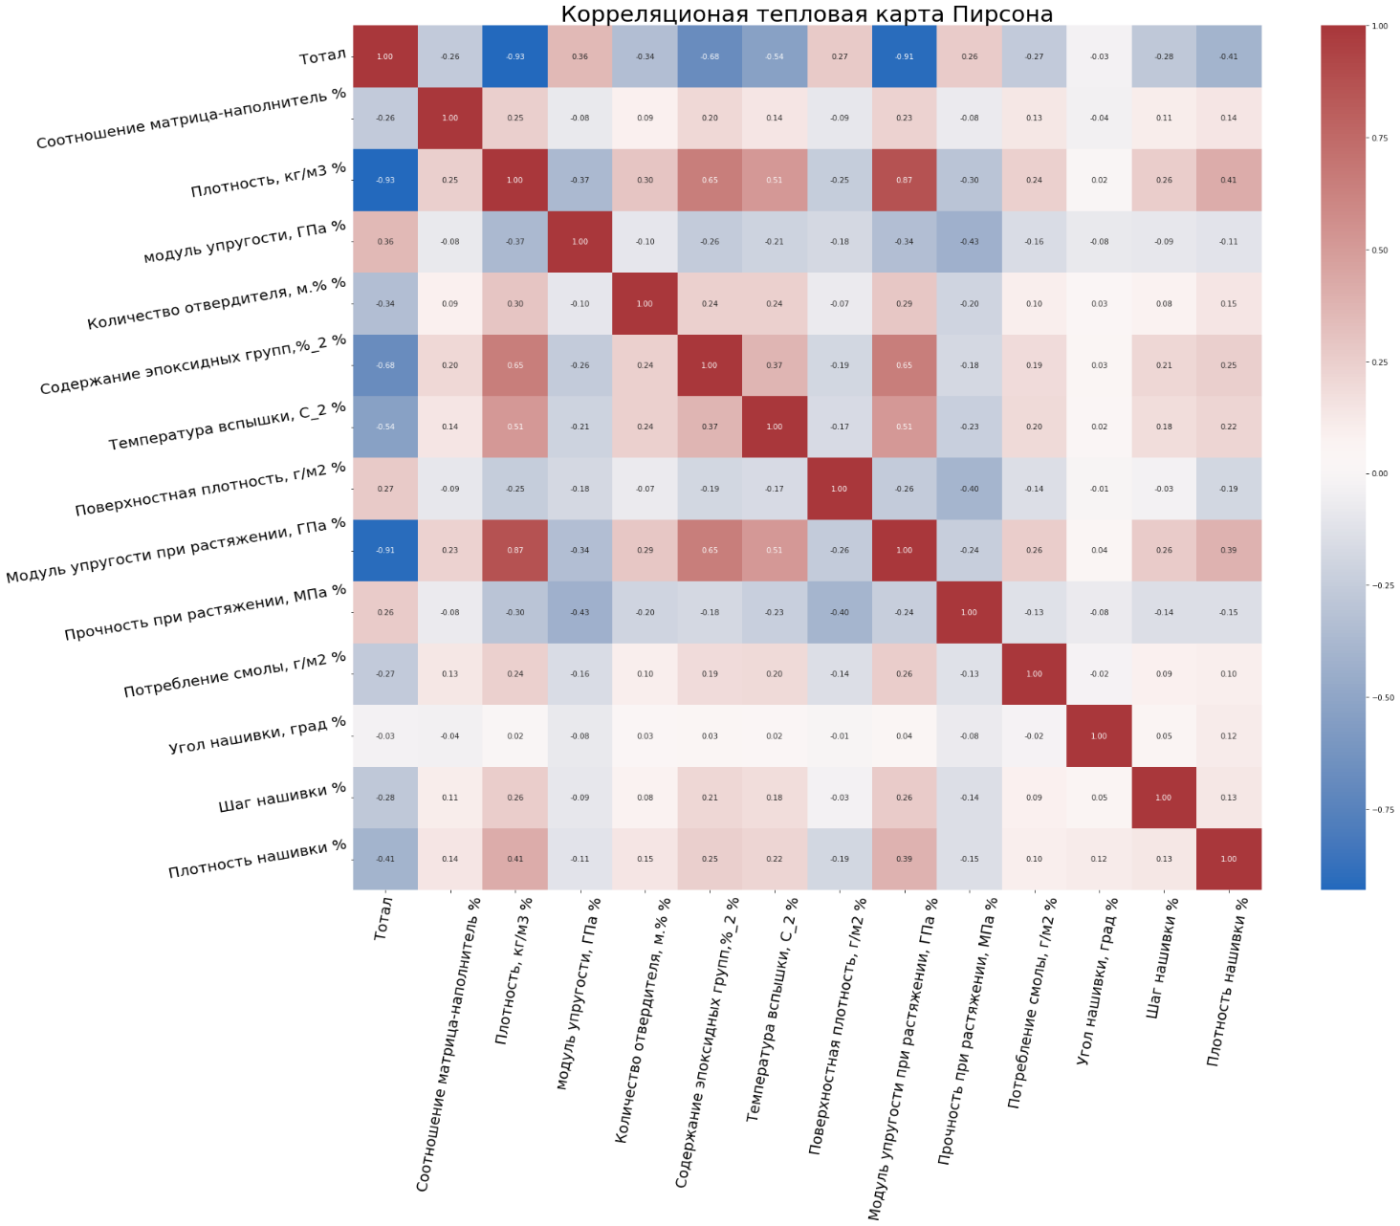 Корреляционая тепловая карта Пирсона
Тотал 1.00 -0.26 -0.93 0.36 -0.34 -0.68 -0.54 0.27 -0.91 0.26 -0.27 -0.03 -0.28 -0.41
Соотношение матрица-наполнитель % -0.26 1.00 0.25 -0.08 0.09 0.20 0.14 -0.09 0.23 -0.08 0.13 -0.04 0.11 0.14
Плотность, кг/м3 % -0.93 0.25 1.00 -0.37 0.30 0.65 0.51 -0.25 0.87 -0.30 0.24 0.02 0.26 0.41
модуль упругости, ГПа % 0.36 -0.08 -0.37 1.00 -0.10 -0.26 -0.21 -0.18 -0.34 -0.43 -0.16 -0.08 -0.09 -0.11
Количество отвердителя, м.% % -0.34 0.09 0.30 -0.10 1.00 0.24 0.24 -0.07 0.29 -0.20 0.10 0.03 0.08 0.15
Содержание эпоксидных групп,%_2 % -0.68 0.20 0.65 -0.26 0.24 1.00 0.37 -0.19 0.65 -0.18 0.19 0.03 0.21 0.25
Температура вспышки, С_2 % -0.54 0.14 0.51 -0.21 0.24 0.37 1.00 -0.17 0.51 -0.23 0.20 0.02 0.18 0.22
Поверхностная плотность, г/м2 % 0.27 -0.09 -0.25 -0.18 -0.07 -0.19 -0.17 1.00 -0.26 -0.40 -0.14 -0.01 -0.03 -0.19
Модуль упругости при растяжении, ГПа % -0.91 0.23 0.87 -0.34 0.29 0.65 0.51 -0.26 1.00 -0.24 0.26 0.04 0.26 0.39
Прочность при растяжении, МПа % 0.26 -0.08 -0.30 -0.43 -0.20 -0.18 -0.23 -0.40 -0.24 1.00 -0.13 -0.08 -0.14 -0.15
Потребление смолы, г/м2 % -0.27 0.13 0.24 -0.16 0.10 0.19 0.20 -0.14 0.26 -0.13 1.00 -0.02 0.09 0.10
Угол нашивки, град % -0.03 -0.04 0.02 -0.08 0.03 0.03 0.02 -0.01 0.04 -0.08 -0.02 1.00 0.05 0.12
Шаг нашивки % -0.28 0.11 0.26 -0.09 0.08 0.21 0.18 -0.03 0.26 -0.14 0.09 0.05 1.00 0.13
Плотность нашивки % -0.41 0.14 0.41 -0.11 0.15 0.25 0.22 -0.19 0.39 -0.15 0.10 0.12 0.13 1.00
Тотал
Соотношение матрица-наполнитель %
Плотность, кг/м3 %
модуль упругости, ГПа %
Количество отвердителя, м.% %
Содержание эпоксидных групп,%_2 %
Температура вспышки, С_2 %
Поверхностная плотность, г/м2 %
Модуль упругости при растяжении, ГПа %
Прочность при растяжении, МПа %
Потребление смолы, г/м2 %
Угол нашивки, град %
Шаг нашивки %
Плотность нашивки %
1.00
0.75
0.50
0.25
0.00
-0.25
-0.50
-0.75